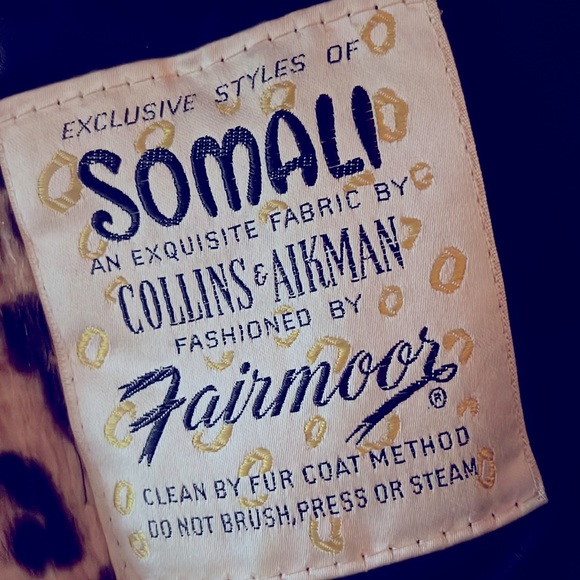 EXCLUSIVE STYLES OF
SOMALI
AN EXQUISITE FABRIC BY
COLLINS & AIKMAN
FASHIONED BY
Fairmoor ®
CLEAN BY FUR COAT METHOD
DO NOT BRUSH, PRESS OR STEAM